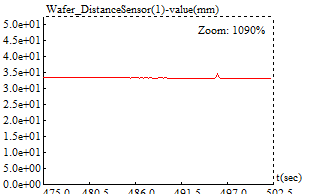 Wafer_DistanceSensor(1)-value(mm)
Zoom: 1090%
5.0e+01
4.5e+01
4.0e+01
3.5e+01
3.0e+01
2.5e+01
2.0e+01
1.5e+01
1.0e+01
5.0e+00
0.0e+00
t(sec)
475.0 480.5 486.0 491.5 497.0 502.5